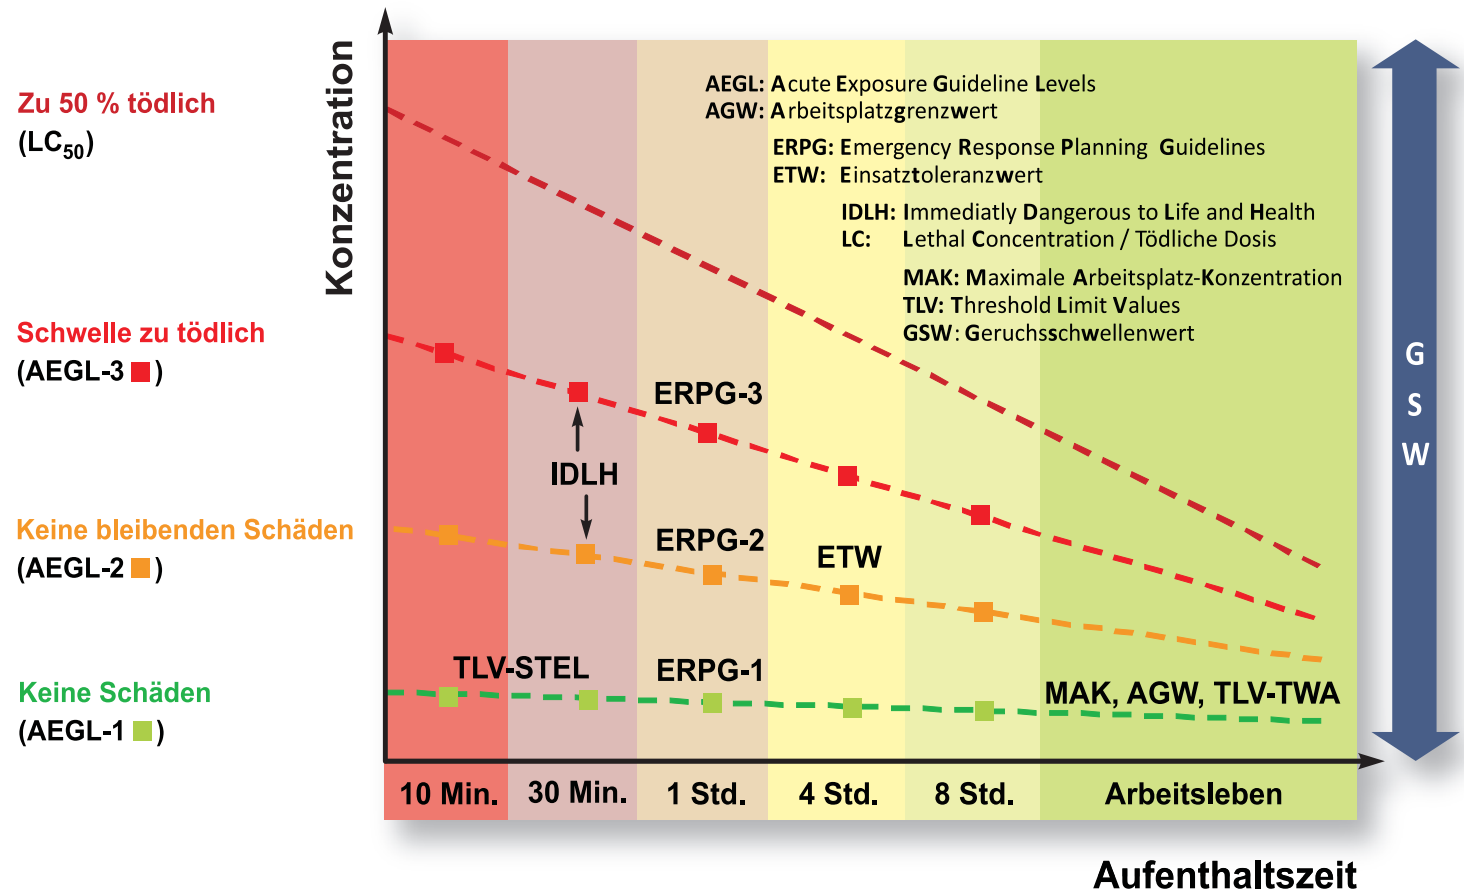 Konzentration
Zu 50 % tödlich
(LC50)
Schwelle zu tödlich
(AEGL-3 )
Keine bleibenden Schäden
(AEGL-2 )
Keine Schäden
(AEGL-1 )
AEGL: Acute Exposure Guideline Levels
AGW: Arbeitsplatzgrenzwert
ERPG: Emergency Response Planning Guidelines
ETW: Einsatztoleranzwert
IDLH: Immediatly Dangerous to Life and Health
LC: Lethal Concentration / Tödliche Dosis
MAK: Maximale Arbeitsplatz-Konzentration
TLV: Threshold Limit Values
GSW: Geruchsschwellenwert
ERPG-3
IDLH
ERPG-2
ETW
TLV-STEL
ERPG-1
MAK, AGW, TLV-TWA
10 Min.
30 Min.
1 Std.
4 Std.
8 Std.
Arbeitsleben
Aufenthaltszeit
G
S
W